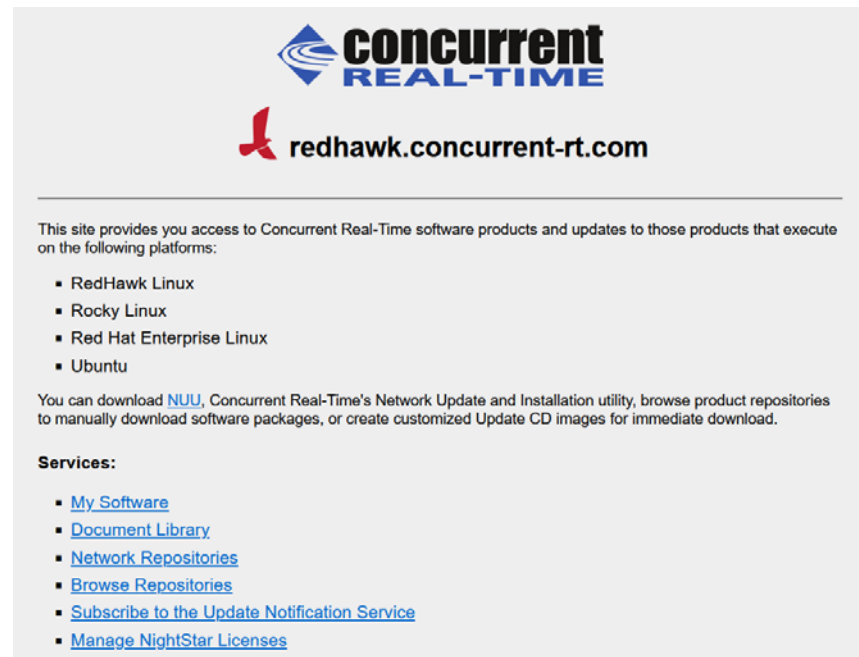 concurrent
REAL-TIME
redhawk.concurrent-rt.com
This site provides you access to Concurrent Real-Time software products and updates to those products that execute
on the following platforms:
▪ RedHawk Linux
▪ Rocky Linux
▪ Red Hat Enterprise Linux
▪ Ubuntu
You can download NUU, Concurrent Real-Time's Network Update and Installation utility, browse product repositories
to manually download software packages, or create customized Update CD images for immediate download.
Services:
▪ My Software
▪ Document Library
▪ Network Repositories
▪ Browse Repositories
▪ Subscribe to the Update Notification Service
▪ Manage NightStar Licenses